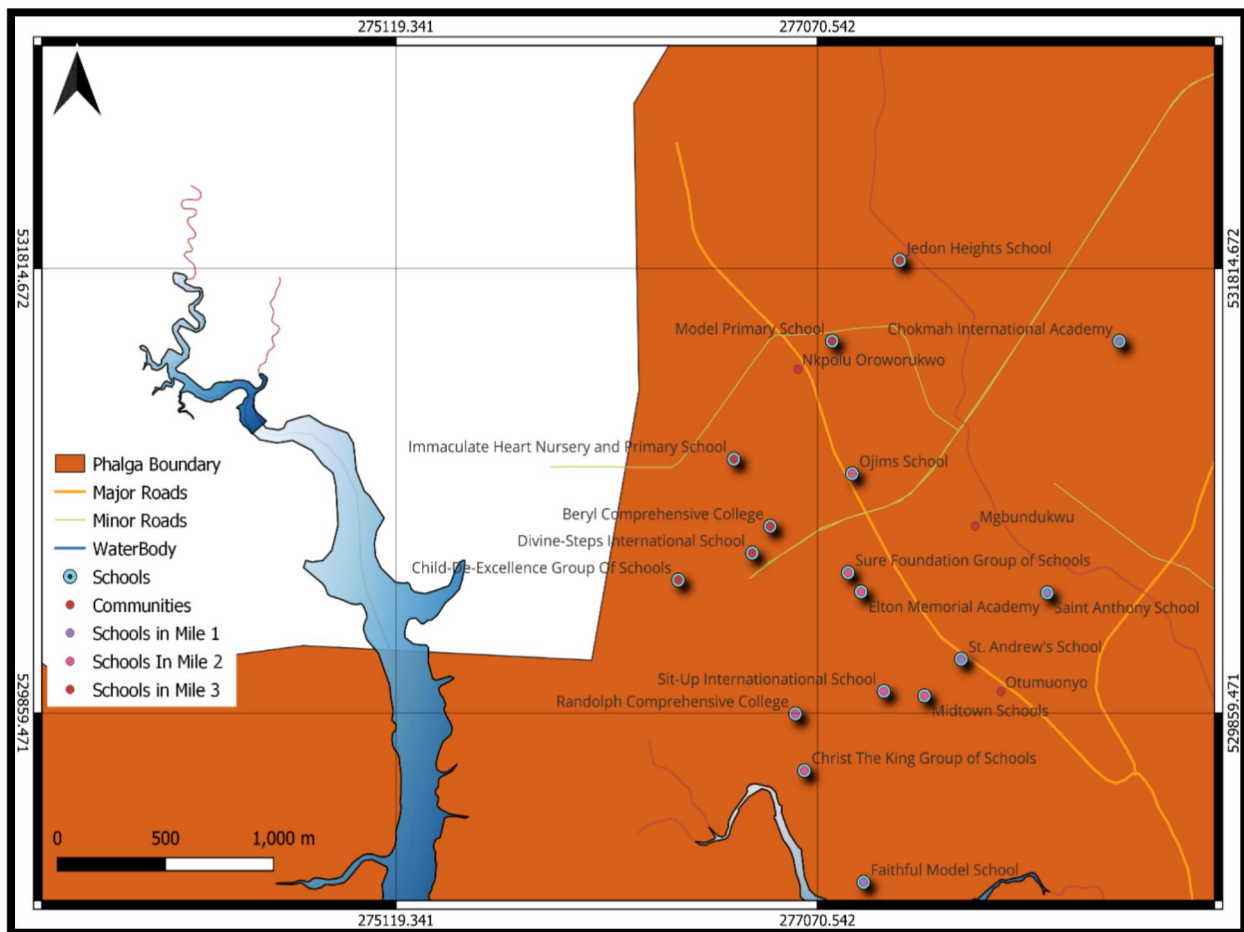 275119.341
277070.542
531814.672
531814.672
Jedon Heights School
Model Primary School
Chokmah International Academy
Nkpolu Oroworukwo
Immaculate Heart Nursery and Primary School
Ojims School
Phalga Boundary
Major Roads
Minor Roads
WaterBody
Schools
Communities
Schools in Mile 1
Schools In Mile 2
Schools in Mile 3
Beryl Comprehensive College
Mgbundukwu
Divine-Steps International School
Child-De-Excellence Group Of Schools
Sure Foundation Group of Schools
Elton Memorial Academy
Saint Anthony School
St. Andrew's School
Sit-Up Internationational School
Otumuonyo
Randolph Comprehensive College
Midtown Schools
529859.471
529859.471
Christ The King Group of Schools
0 500 1,000 m
Faithful Model School
275119.341
277070.542